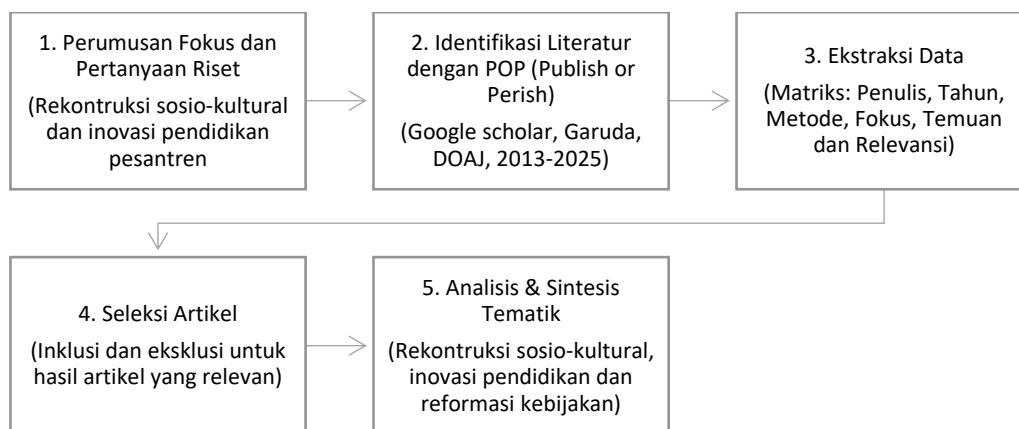 1. Perumusan Fokus dan
Pertanyaan Riset
(Rekontruksi sosio-kultural
dan inovasi pendidikan
pesantren
2. Identifikasi Literatur
dengan POP (Publish or
Perish)
(Google scholar, Garuda,
DOAJ, 2013-2025)
3. Ekstraksi Data
(Matriks: Penulis, Tahun,
Metode, Fokus, Temuan
dan Relevansi)
4. Seleksi Artikel
(Inklusi dan eksklusi untuk
hasil artikel yang relevan)
5. Analisis & Sintesis
Tematik
(Rekontruksi sosio-kultural,
inovasi pendidikan dan
reformasi kebijakan)